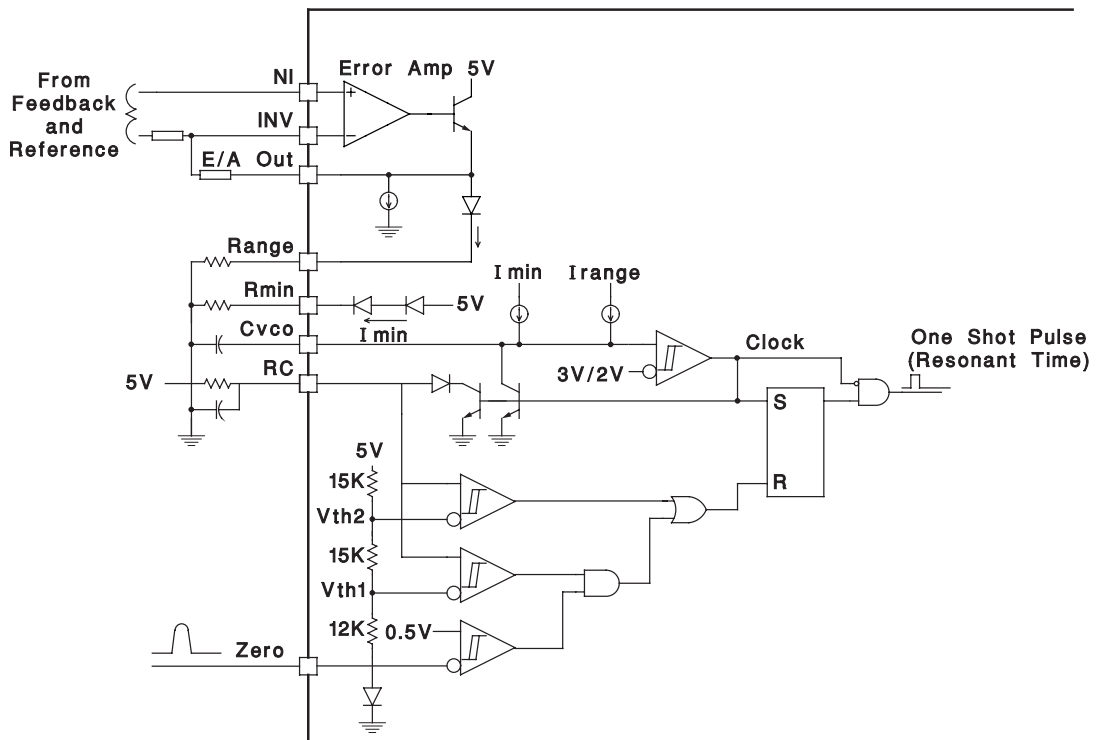 From
Feedback
and
Reference
NI
INV
E/A Out
Error Amp 5V
+
−
Range
Rmin
5V
I min
Cvco
RC
5V
I min
I range
3V/2V
Clock
One Shot Pulse
(Resonant Time)
S
R
5V
15K
Vth2
15K
Vth1
12K
0.5V
Zero